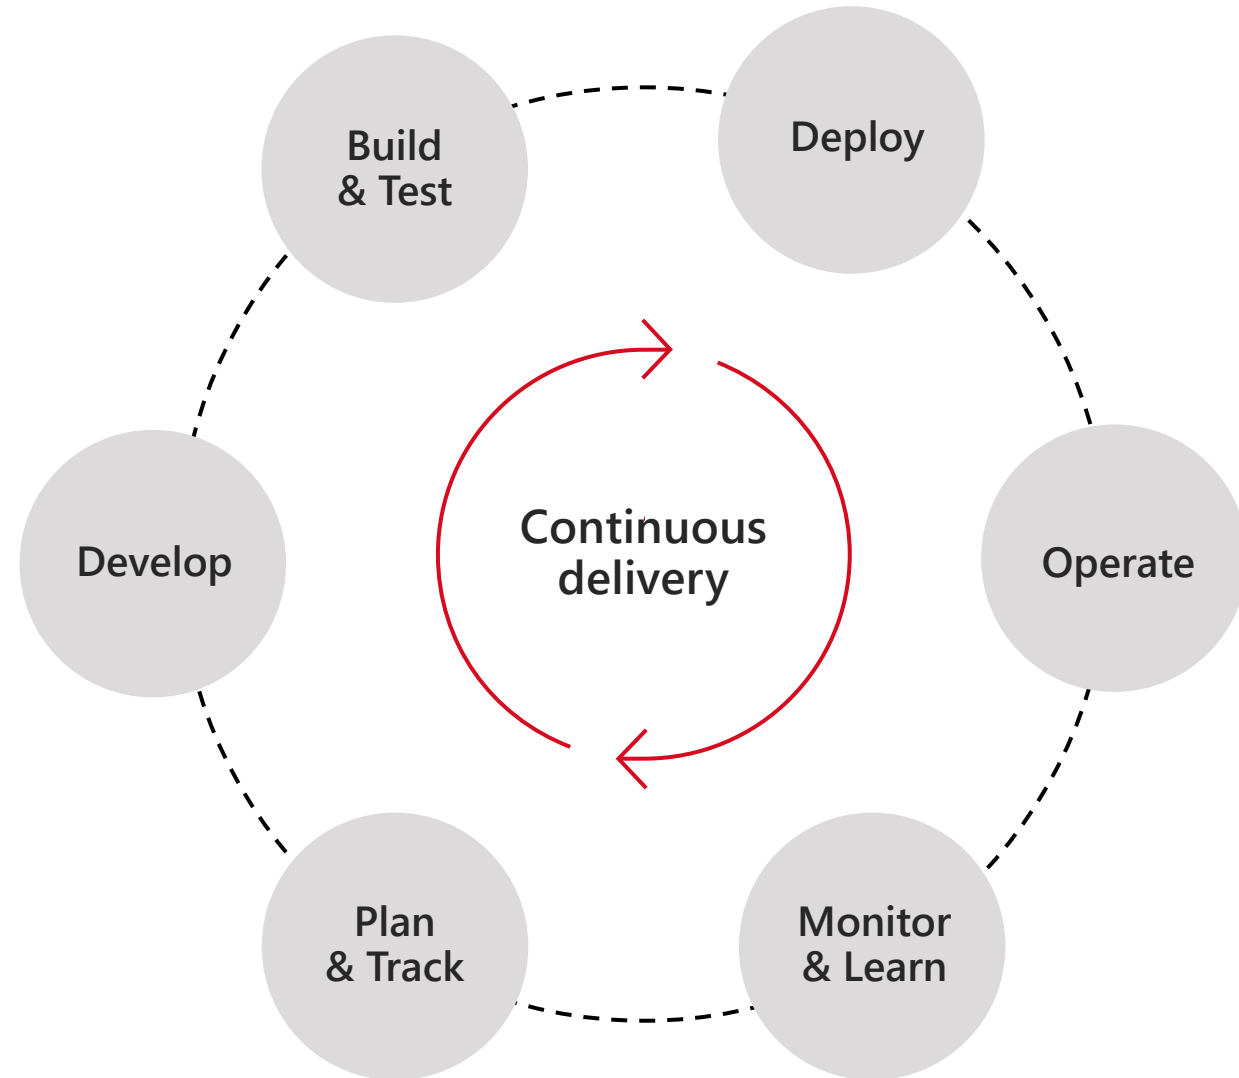 Build
& Test
Deploy
Develop
Continuous
delivery
Operate
Plan
& Track
Monitor
& Learn